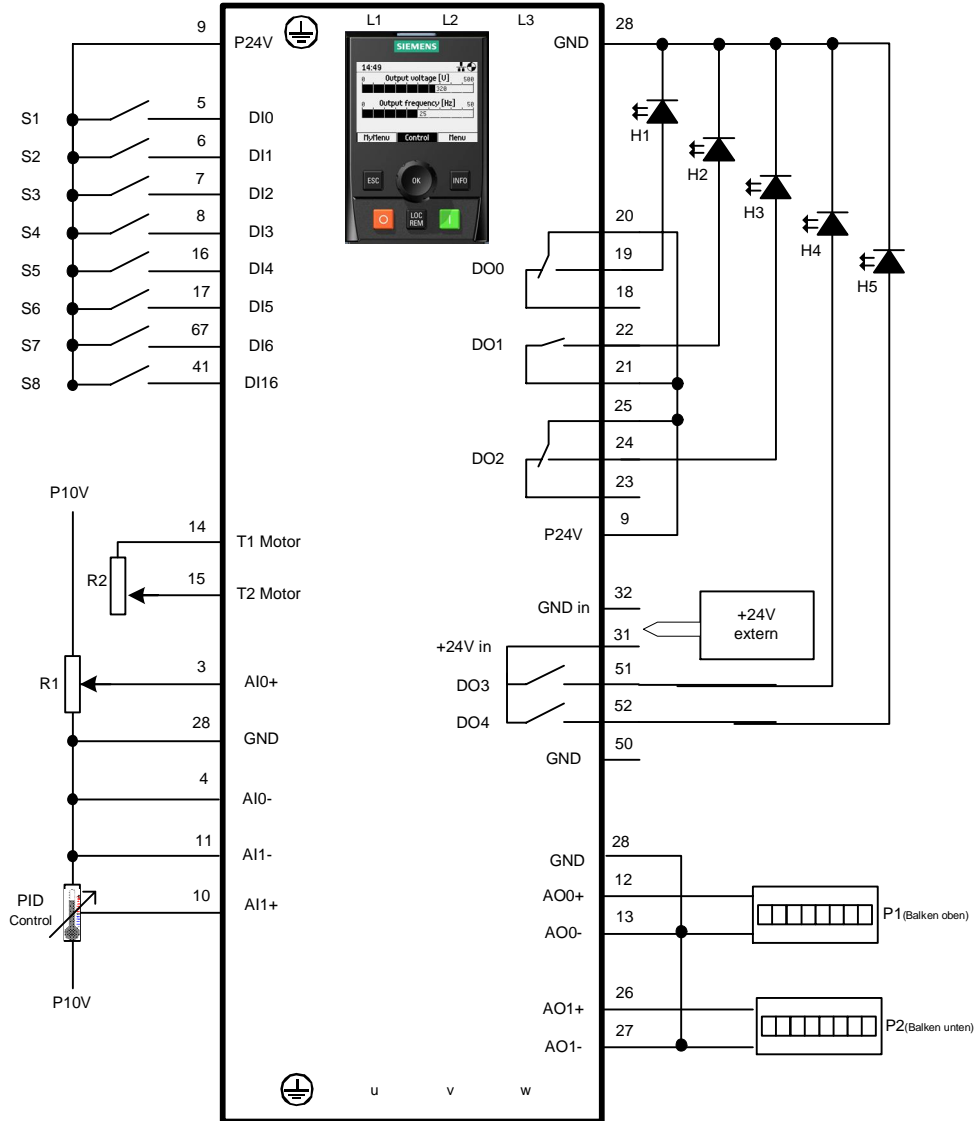 L1 L2 L3
9 P24V
28 GND
SIEMENS
14:49
Output voltage [V]
0 500
320
Output frequency [Hz]
0 50
25
MyMenu Control Menu
ESC OK INFO
LOC
REM
S1 5 DI0
S2 6 DI1
S3 7 DI2
S4 8 DI3
S5 16 DI4
S6 17 DI5
S7 67 DI6
S8 41 DI16
H1
H2
H3
H4
H5
20
DO0 19
18
DO1 22
21
25
DO2 24
23
P24V 9
P10V
14 T1 Motor
R2
15 T2 Motor
R1 3 AI0+
28 GND
4 AI0-
11 AI1-
PID
Control
10 AI1+
P10V
GND in 32
+24V in 31
+24V
extern
DO3 51
DO4 52
GND 50
GND 28
AO0+ 12
AO0- 13
P1(Balken oben)
AO1+ 26
AO1- 27
P2(Balken unten)
u v w